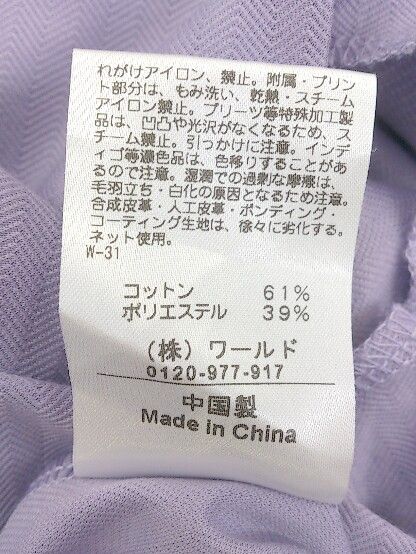 れがけアイロン、禁止。附属・プリン
ト部分は、もみ洗い、乾熱・スチーム
アイロン禁止。プリーツ等特殊加工製
品は、凹凸や光沢がなくなるため、ス
チーム禁止。引っかけに注意。インデ
ィゴ等濃色品は、色移りすることがあ
るので注意。湿潤での過剰な摩擦は、
毛羽立ち・白化の原因となるため注意。
合成皮革・人工皮革・ボンディング・
コーティング生地は、徐々に劣化する。
ネット使用。
W-31
コットン 61%
ポリエステル 39%
(株)ワールド
0120-977-917
中国製
Made in China